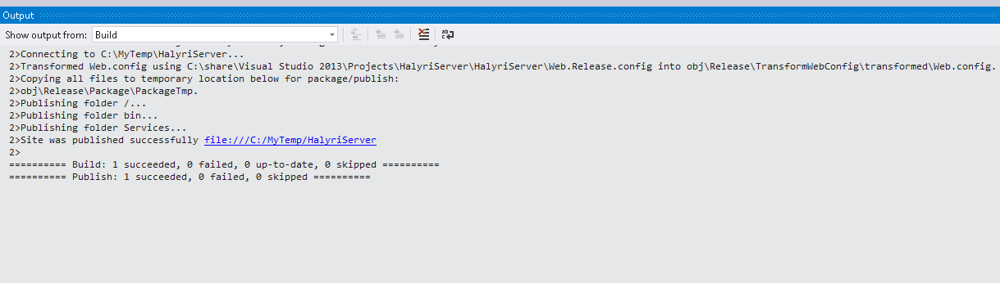 Output
Show output from: Build
2>Connecting to C:\MyTemp\HalyriServer...
2>Transformed Web.config using C:\share\Visual Studio 2013\Projects\HalyriServer\HalyriServer\Web.Release.config into obj\Release\TransformWebConfig\transformed\Web.config.
2>Copying all files to temporary location below for package/publish:
2>obj\Release\Package\PackageTmp.
2>Publishing folder /...
2>Publishing folder bin...
2>Publishing folder Services...
2>Site was published successfully file:///C:/MyTemp/HalyriServer
2>
========== Build: 1 succeeded, 0 failed, 0 up-to-date, 0 skipped ==========
========== Publish: 1 succeeded, 0 failed, 0 skipped ==========